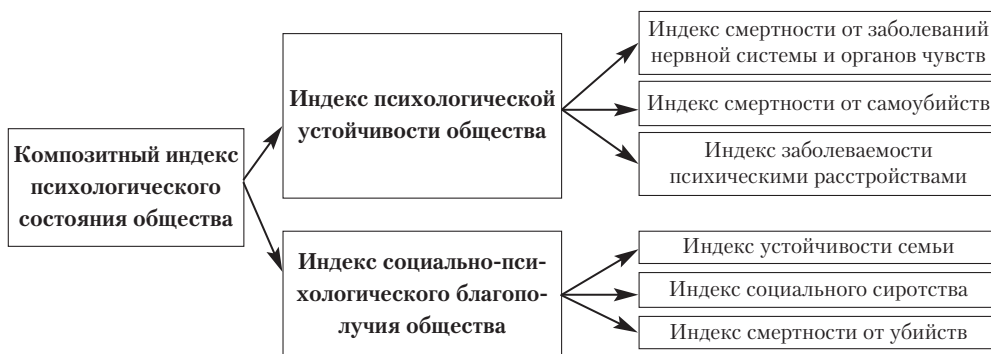 Композитный индекс
психологического
состояния общества
Индекс психологической
устойчивости общества
Индекс смертности от заболеваний
нервной системы и органов чувств
Индекс смертности от самоубийств
Индекс заболеваемости
психическими расстройствами
Индекс социально-пси-
хологического благопо-
лучия общества
Индекс устойчивости семьи
Индекс социального сиротства
Индекс смертности от убийств